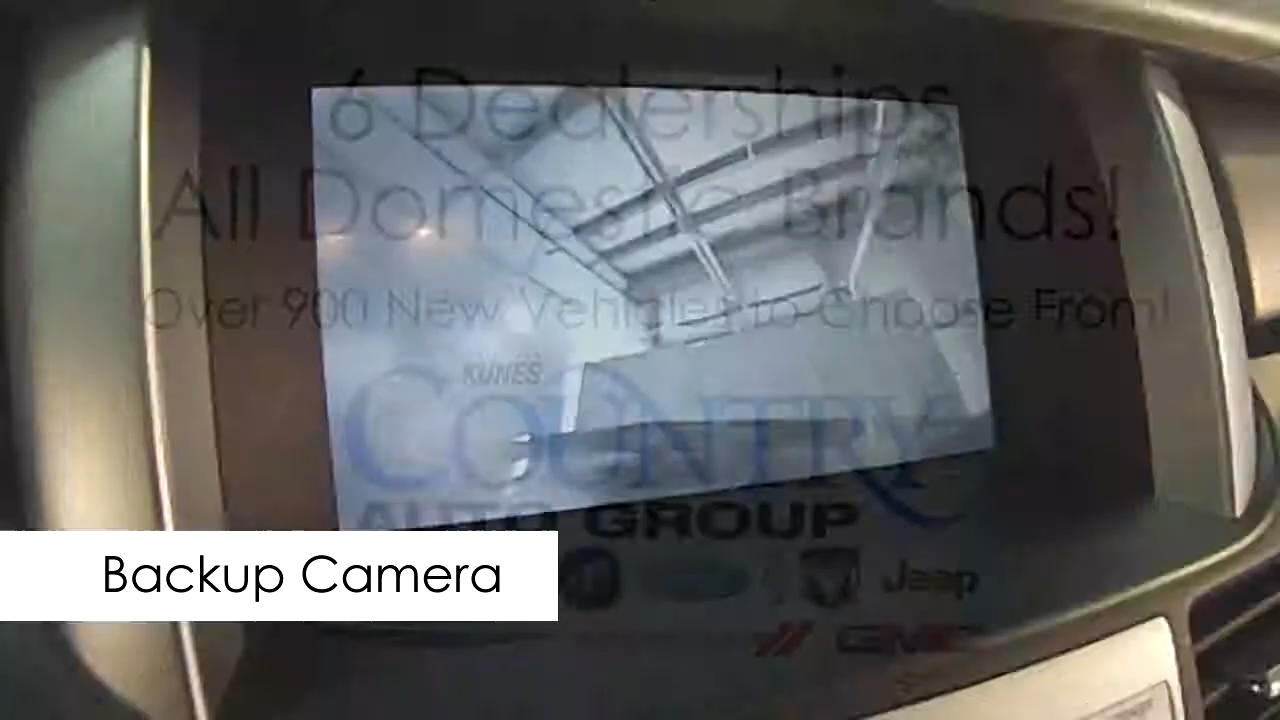 6 Dealerships
All Domestic Brands!
Over 900 New Vehicles to Choose From!
KUNES
COUNTRY
AUTO GROUP
Backup Camera
Jeep
GMC